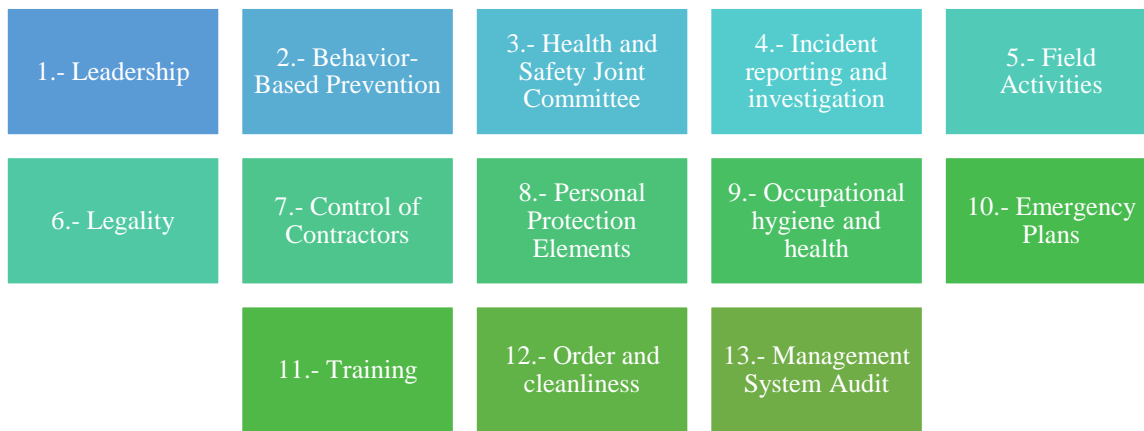 1.- Leadership
2.- Behavior-
Based Prevention
3.- Health and
Safety Joint
Committee
4.- Incident
reporting and
investigation
5.- Field
Activities
6.- Legality
7.- Control of
Contractors
8.- Personal
Protection
Elements
9.- Occupational
hygiene and
health
10.- Emergency
Plans
11.- Training
12.- Order and
cleanliness
13.- Management
System Audit